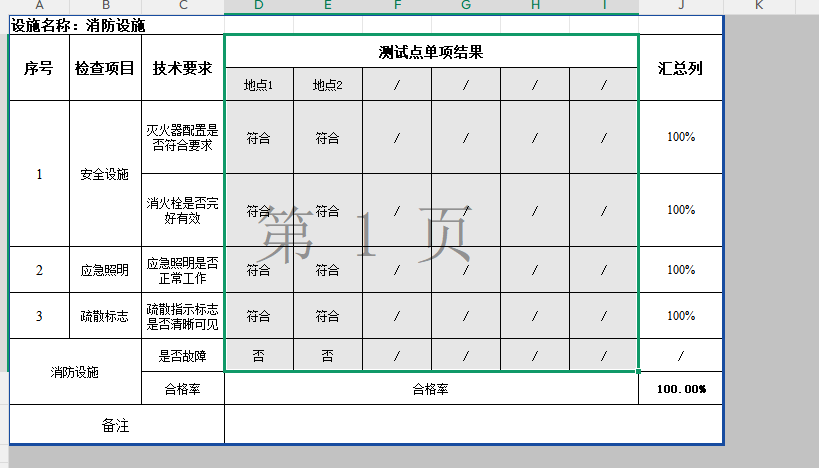 A B C D E F G H I J K
设施名称：消防设施
序号 检查项目 技术要求 测试点单项结果 汇总列
地点1 地点2 / / / /
1 安全设施 灭火器配置是 符合 符合 / / / / 100%
否符合要求
消火栓是否完 符合 符合 / / / / 100%
好有效
第 1 页
2 应急照明 应急照明是否 符合 符合 / / / / 100%
正常工作
3 疏散标志 疏散指示标志 符合 符合 / / / / 100%
是否清晰可见
消防设施 是否故障 否 否 / / / / /
合格率 合格率 100.00%
备注